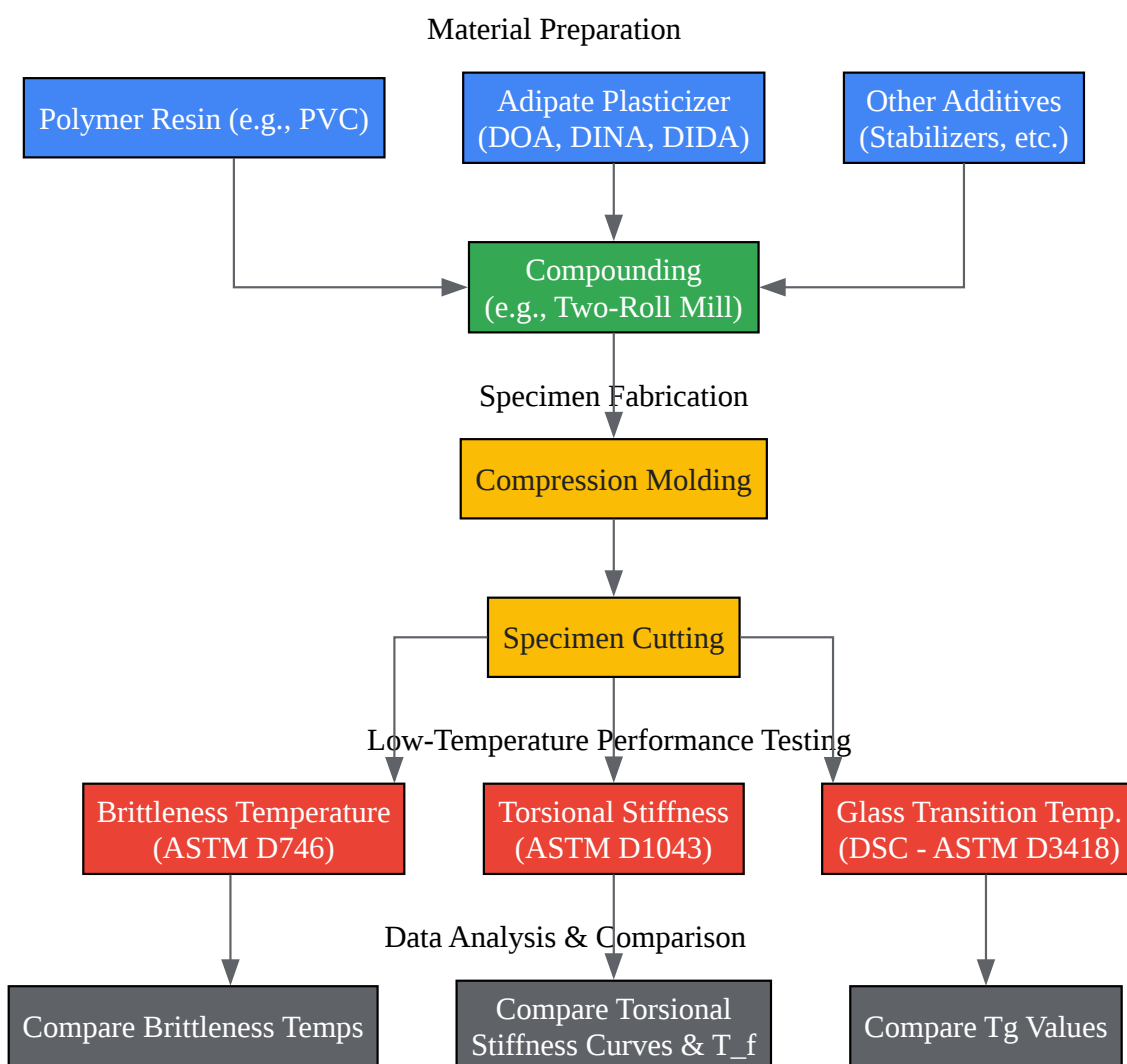 Material Preparation
Polymer Resin (e.g., PVC)
Adipate Plasticizer
(DOA, DINA, DIDA)
Other Additives
(Stabilizers, etc.)
Compounding
(e.g., Two-Roll Mill)
Specimen Fabrication
Compression Molding
Specimen Cutting
Low-Temperature Performance Testing
Brittleness Temperature
(ASTM D746)
Torsional Stiffness
(ASTM D1043)
Glass Transition Temp.
(DSC - ASTM D3418)
Data Analysis & Comparison
Compare Brittleness Temps
Compare Torsional
Stiffness Curves & T_f
Compare Tg Values